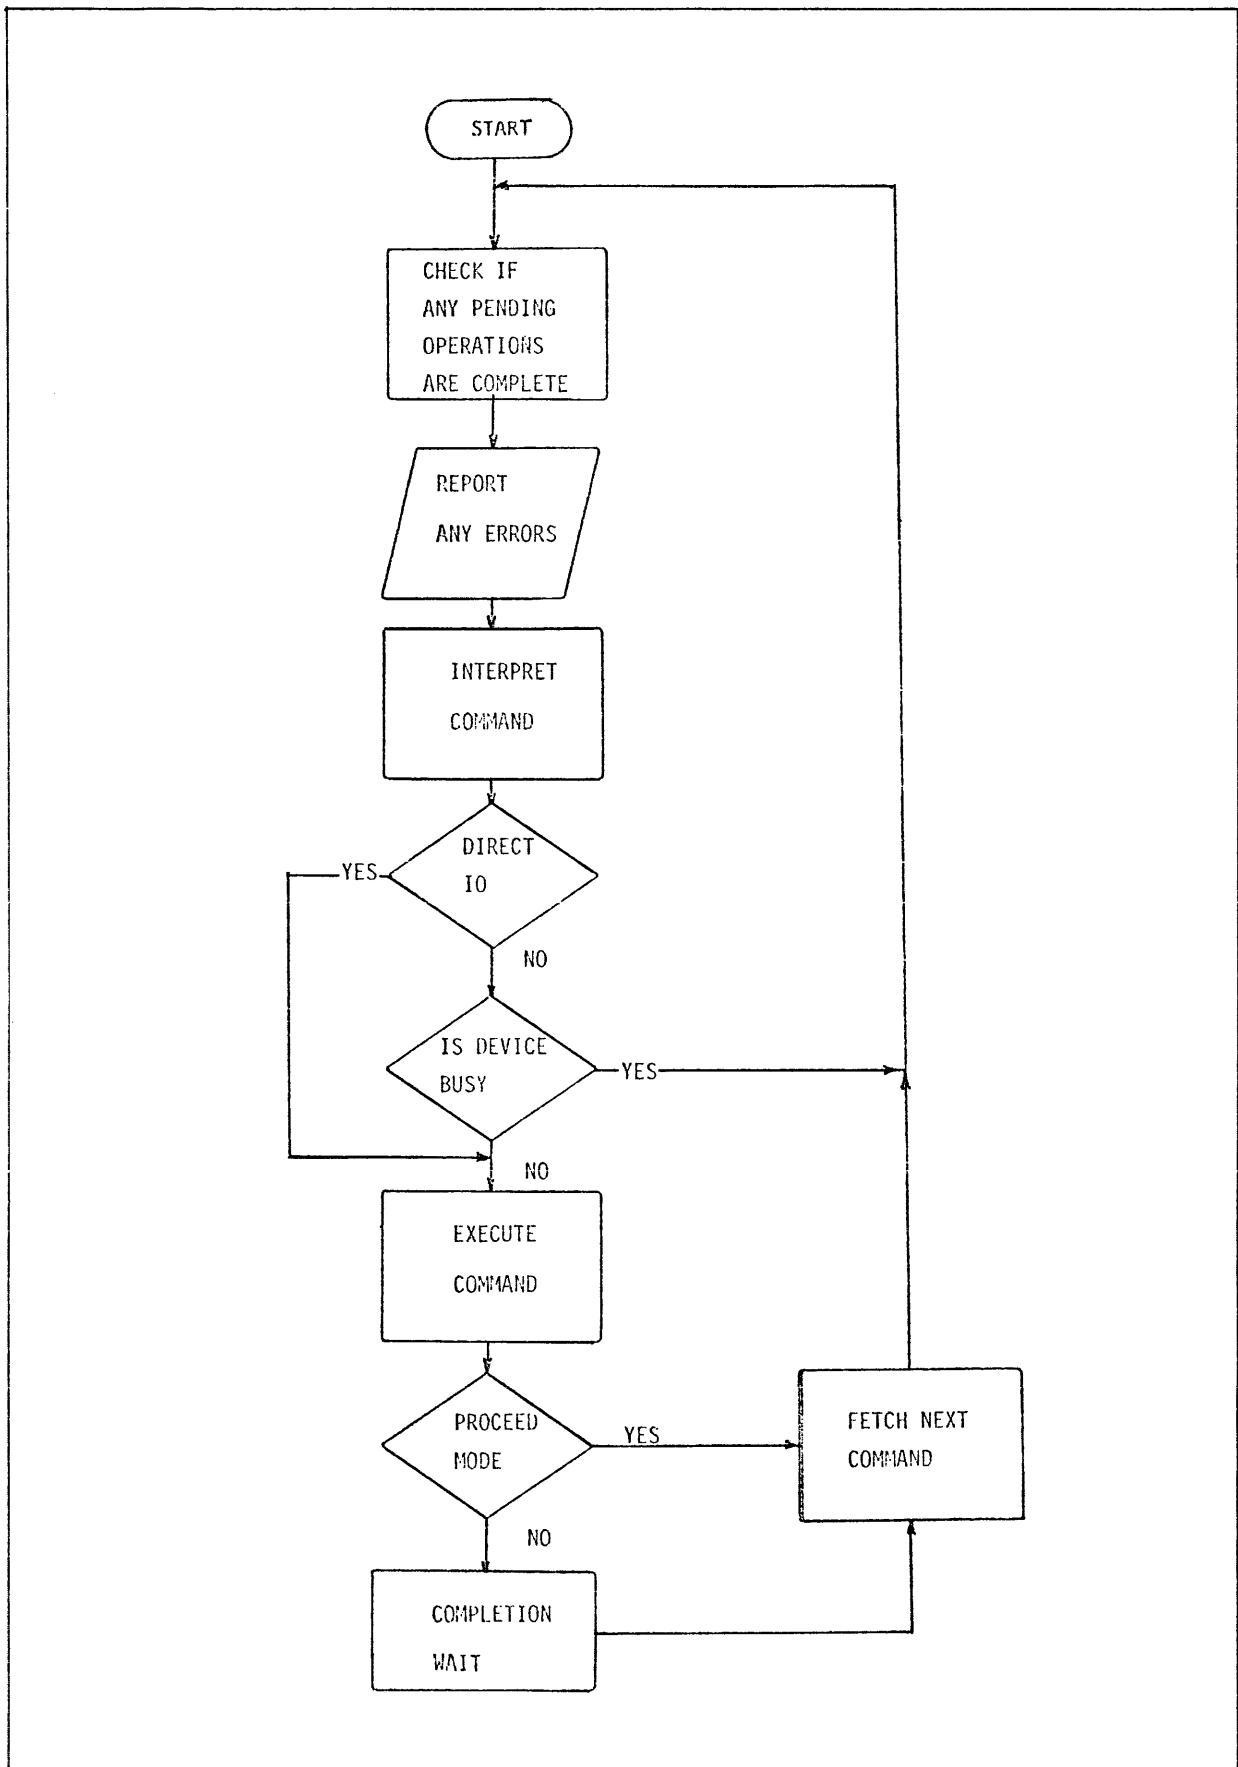 START
CHECK IF
ANY PENDING
OPERATIONS
ARE COMPLETE
REPORT
ANY ERRORS
INTERPRET
COMMAND
DIRECT
IO
YES
NO
IS DEVICE
BUSY
YES
NO
EXECUTE
COMMAND
PROCEED
MODE
YES
FETCH NEXT
COMMAND
NO
COMPLETION
WAIT